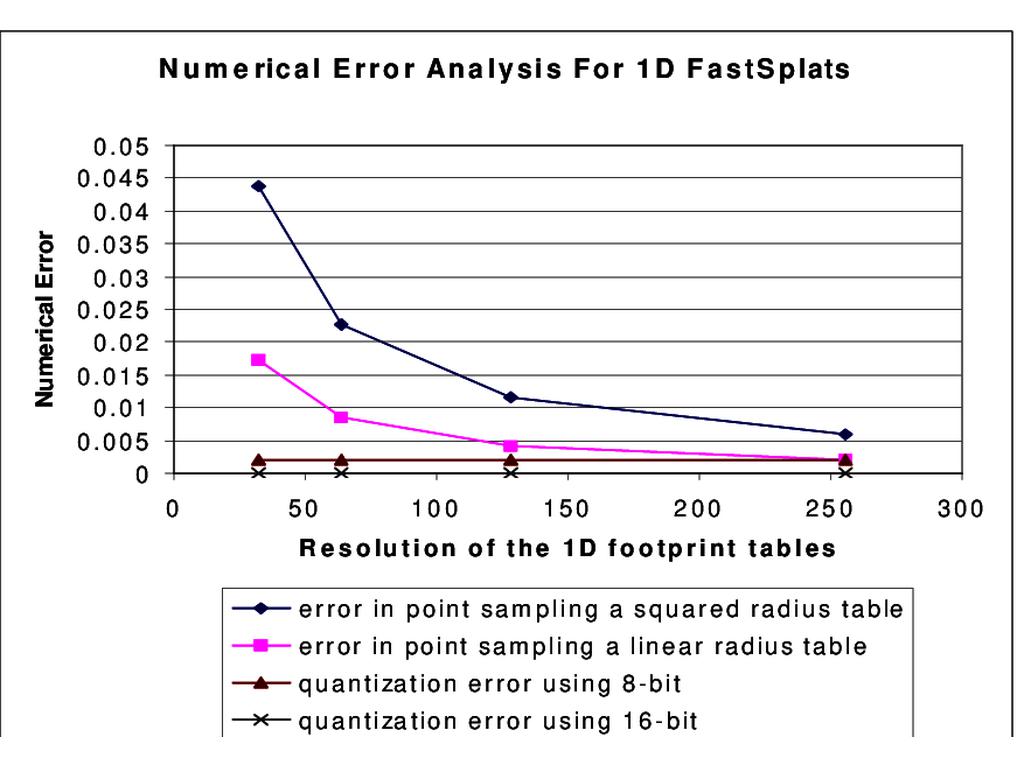 Numerical Error Analysis For 1D FastSplats
0.05
0.045
0.04
0.035
0.03
0.025
0.02
0.015
0.01
0.005
0
Numerical Error
0 50 100 150 200 250 300
Resolution of the 1D footprint tables
error in point sampling a squared radius table
error in point sampling a linear radius table
quantization error using 8-bit
quantization error using 16-bit